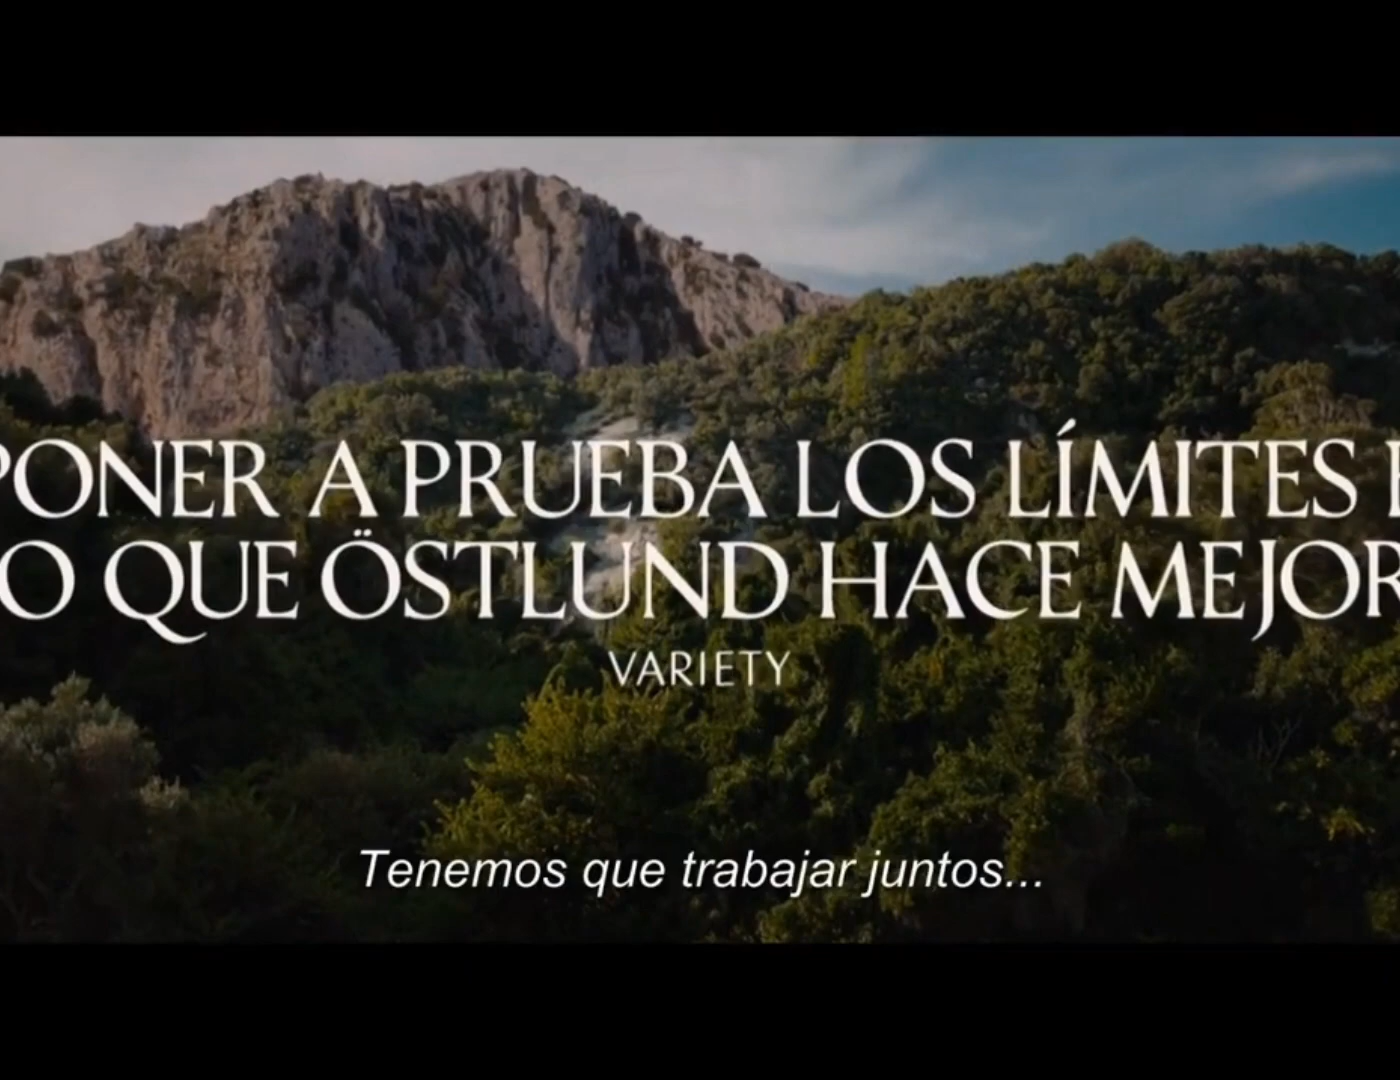 PONER A PRUEBA LOS LÍMITES
O QUE ÖSTLUND HACE MEJOR
VARIETY
Tenemos que trabajar juntos...